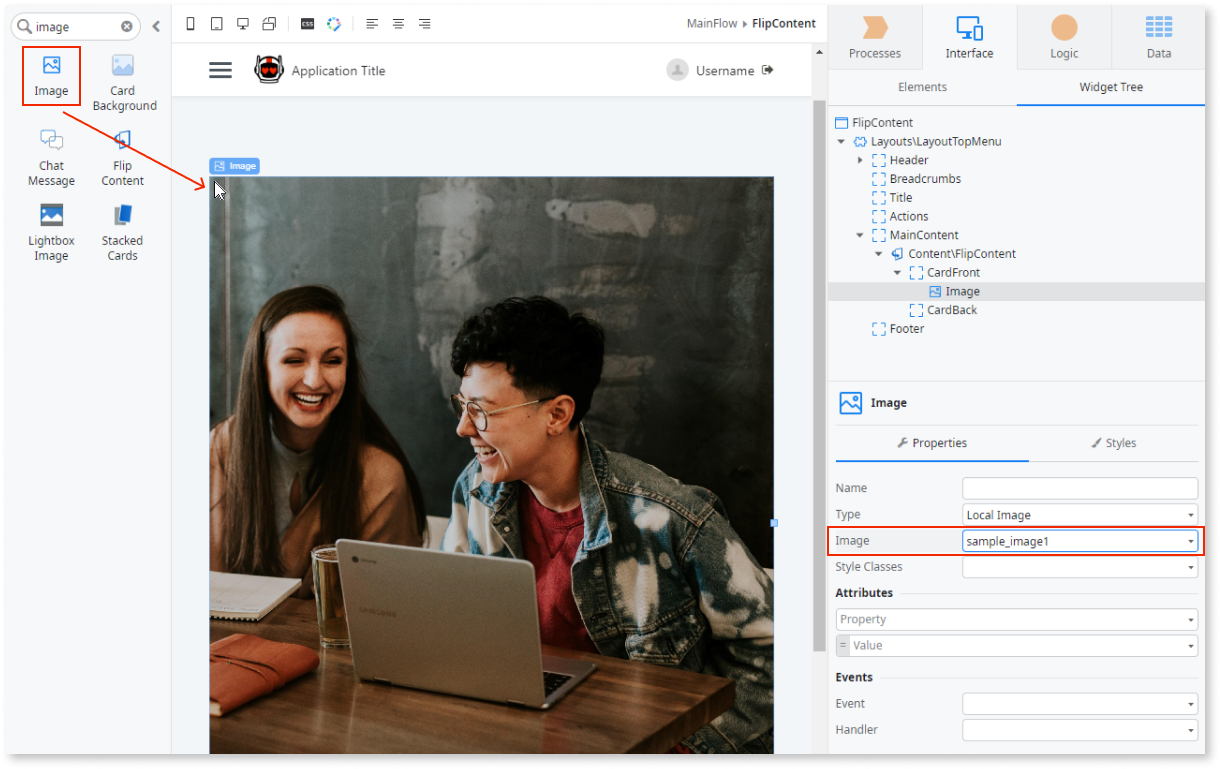 image
Image
Card
Background
Chat
Message
Flip
Content
Lightbox
Image
Stacked
Cards
CSS
MainFlow FlipContent
Application Title
Username
Image
SAMSUNG
Processes
Interface
Logic
Data
Elements
Widget Tree
FlipContent
Layouts\LayoutTopMenu
Header
Breadcrumbs
Title
Actions
MainContent
Content\FlipContent
CardFront
Image
CardBack
Footer
Image
Properties
Styles
Name
Type Local Image
Image sample_image1
Style Classes
Attributes
Property
= Value
Events
Event
Handler